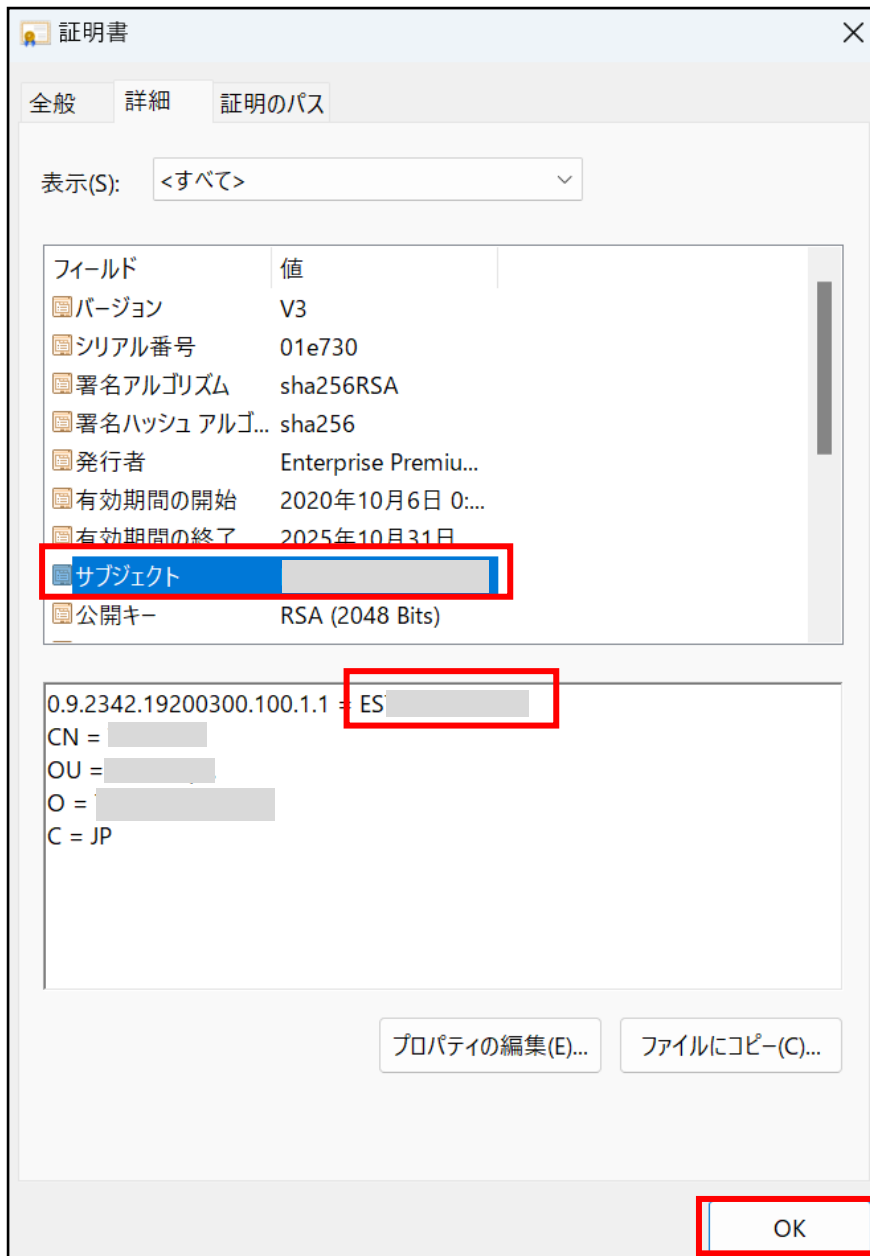 証明書
全般 詳細 証明のパス
表示(S): <すべて>
フィールド 値
バージョン V3
シリアル番号 01e730
署名アルゴリズム sha256RSA
署名ハッシュ アルゴ... sha256
発行者 Enterprise Premiu...
有効期間の開始 2020年10月6日 0:...
有効期間の終了 2025年10月31日
サブジェクト
公開キー RSA (2048 Bits)
0.9.2342.19200300.100.1.1 = ES
CN =
OU =
O =
C = JP
プロパティの編集(E)... ファイルにコピー(C)...
OK